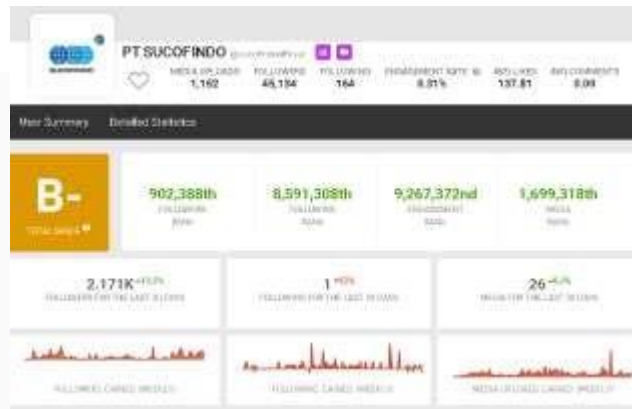 PT SUCOFINDO
SUCOFINDO
MEDIA UPLOADS FOLLOWERS FOLLOWING ENGAGEMENT RATE AVG LIKES AVG COMMENTS
1,152 45,134 164 0.31% 137.81 0.00
User Summary Detailed Statistics
B-
TOTAL GRADE
902,388th 8,591,308th 9,267,372nd 1,699,318th
FOLLOWERS FOLLOWING ENGAGEMENT MEDIA
RANK RANK RANK RANK
2.171K 1 26
FOLLOWERS FOR THE LAST 30 DAYS FOLLOWING FOR THE LAST 30 DAYS MEDIA FOR THE LAST 30 DAYS
FOLLOWERS GAINED (WEEKLY) FOLLOWING GAINED (WEEKLY) MEDIA UPLOADS GAINED (WEEKLY)